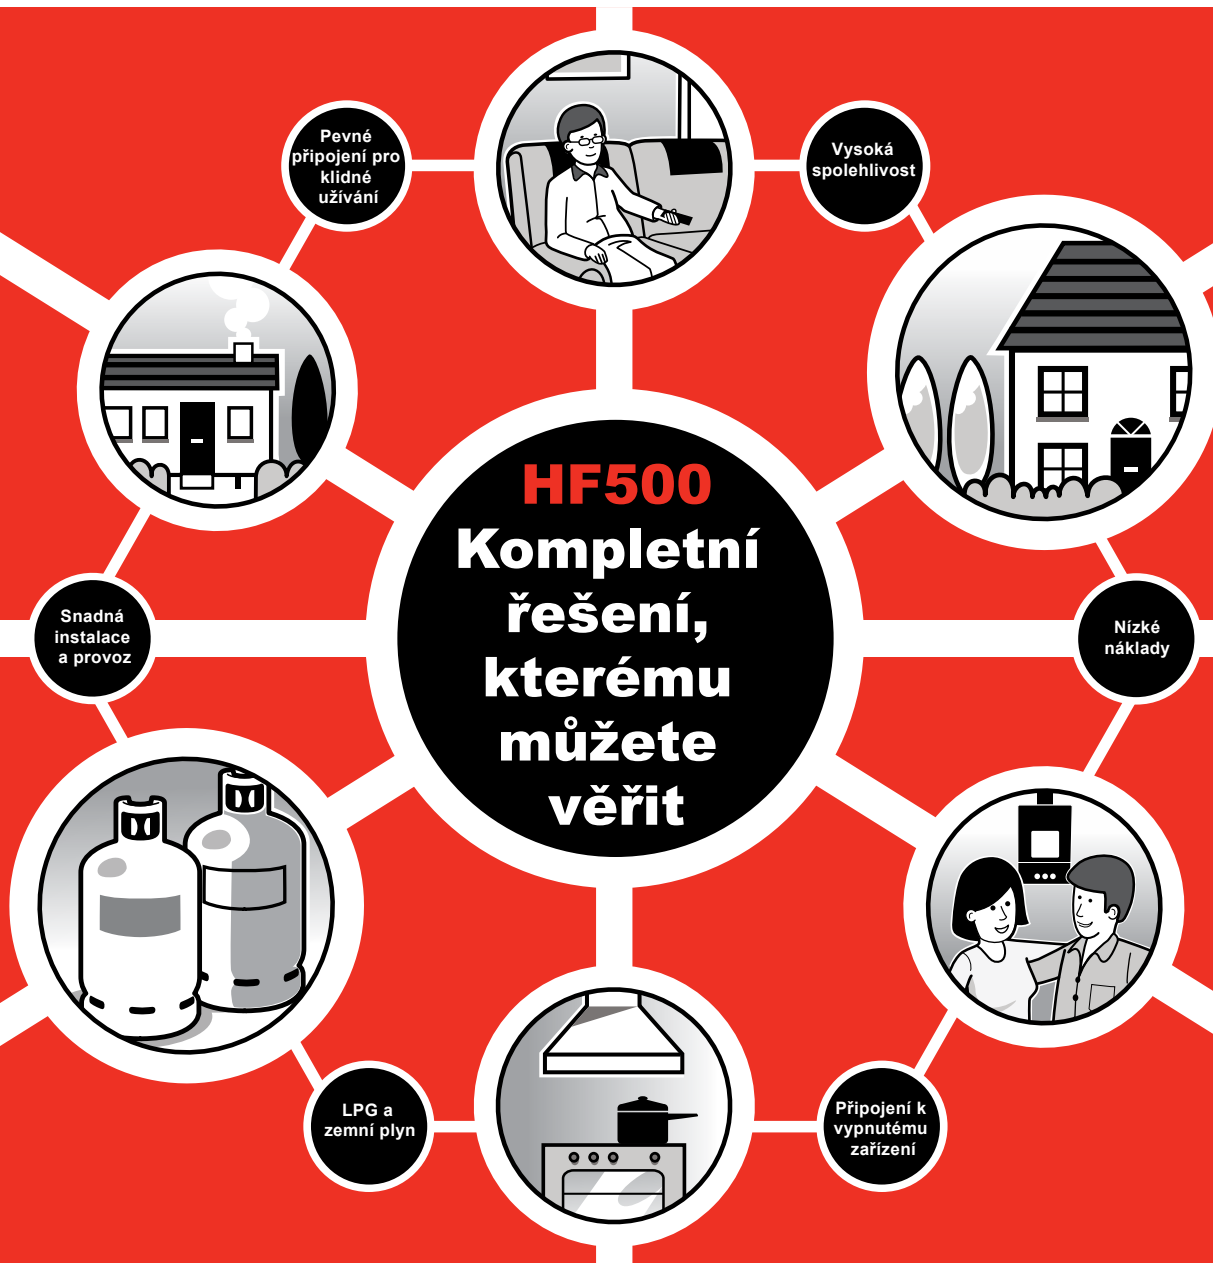 Pevné
připojení pro
klidné
užívání
Vysoká
spolehlivost
HF500
Kompletní
řešení,
kterému
můžete
věřit
Snadná
instalace
a provoz
Nízké
náklady
LPG a
zemní plyn
Připojení k
vypnutému
zařízení